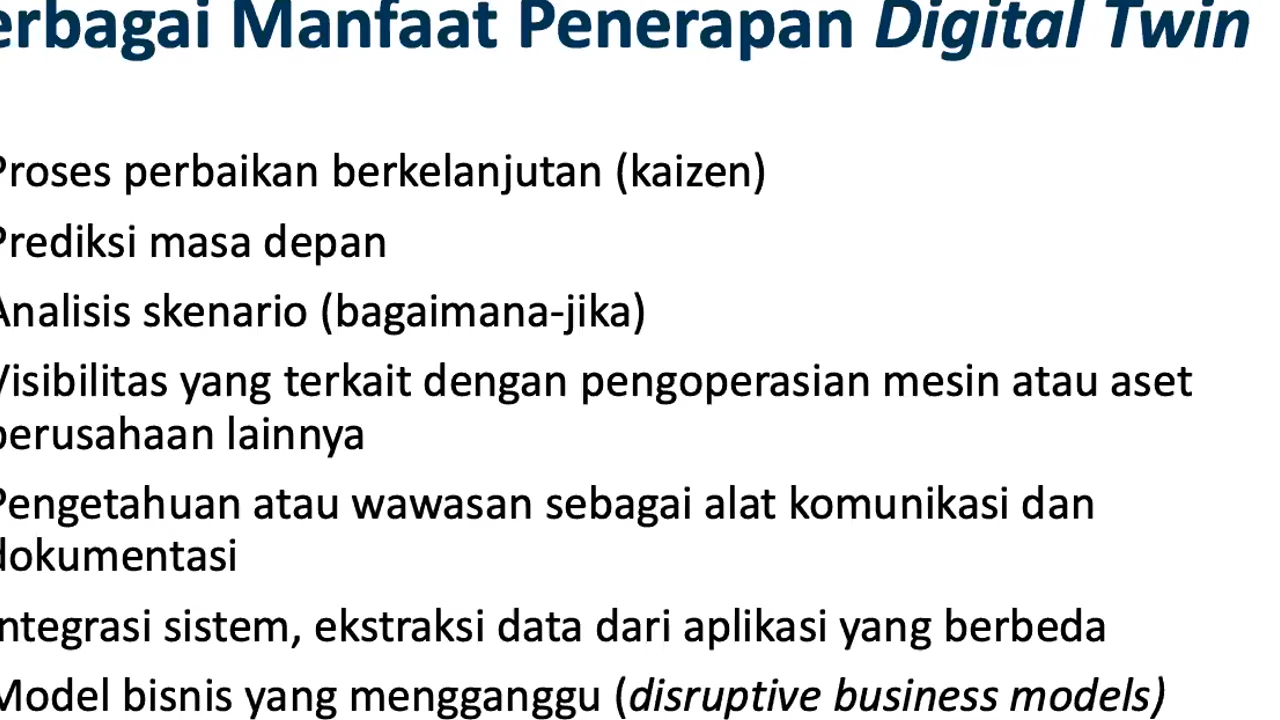 erbagai Manfaat Penerapan Digital Twin
Proses perbaikan berkelanjutan (kaizen)
Prediksi masa depan
Analisis skenario (bagaimana-jika)
Visibilitas yang terkait dengan pengoperasian mesin atau aset
perusahaan lainnya
Pengetahuan atau wawasan sebagai alat komunikasi dan
dokumentasi
Integrasi sistem, ekstraksi data dari aplikasi yang berbeda
Model bisnis yang mengganggu (disruptive business models)